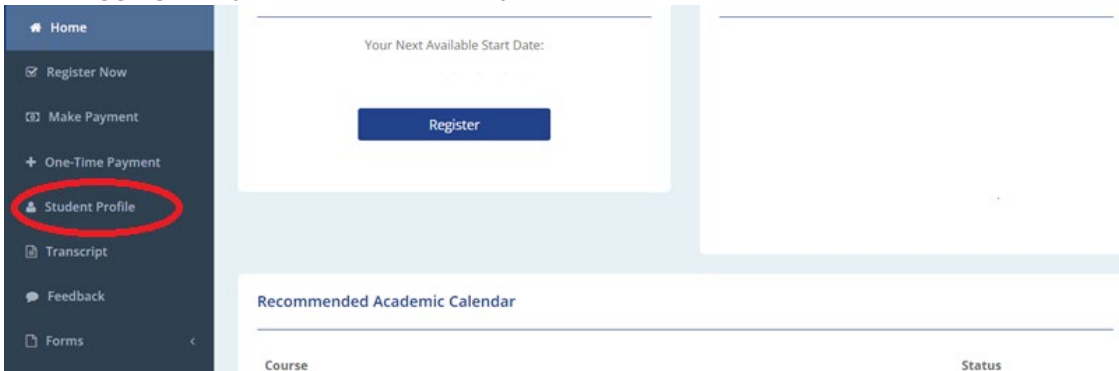 Home
Register Now
Make Payment
One-Time Payment
Student Profile
Transcript
Feedback
Forms
Your Next Available Start Date:
Register
Recommended Academic Calendar
Course Status